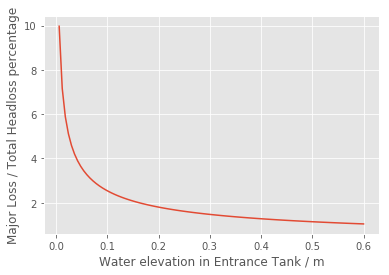 Major Loss / Total Headloss percentage
10
8
6
4
2
0.0 0.1 0.2 0.3 0.4 0.5 0.6
Water elevation in Entrance Tank / m